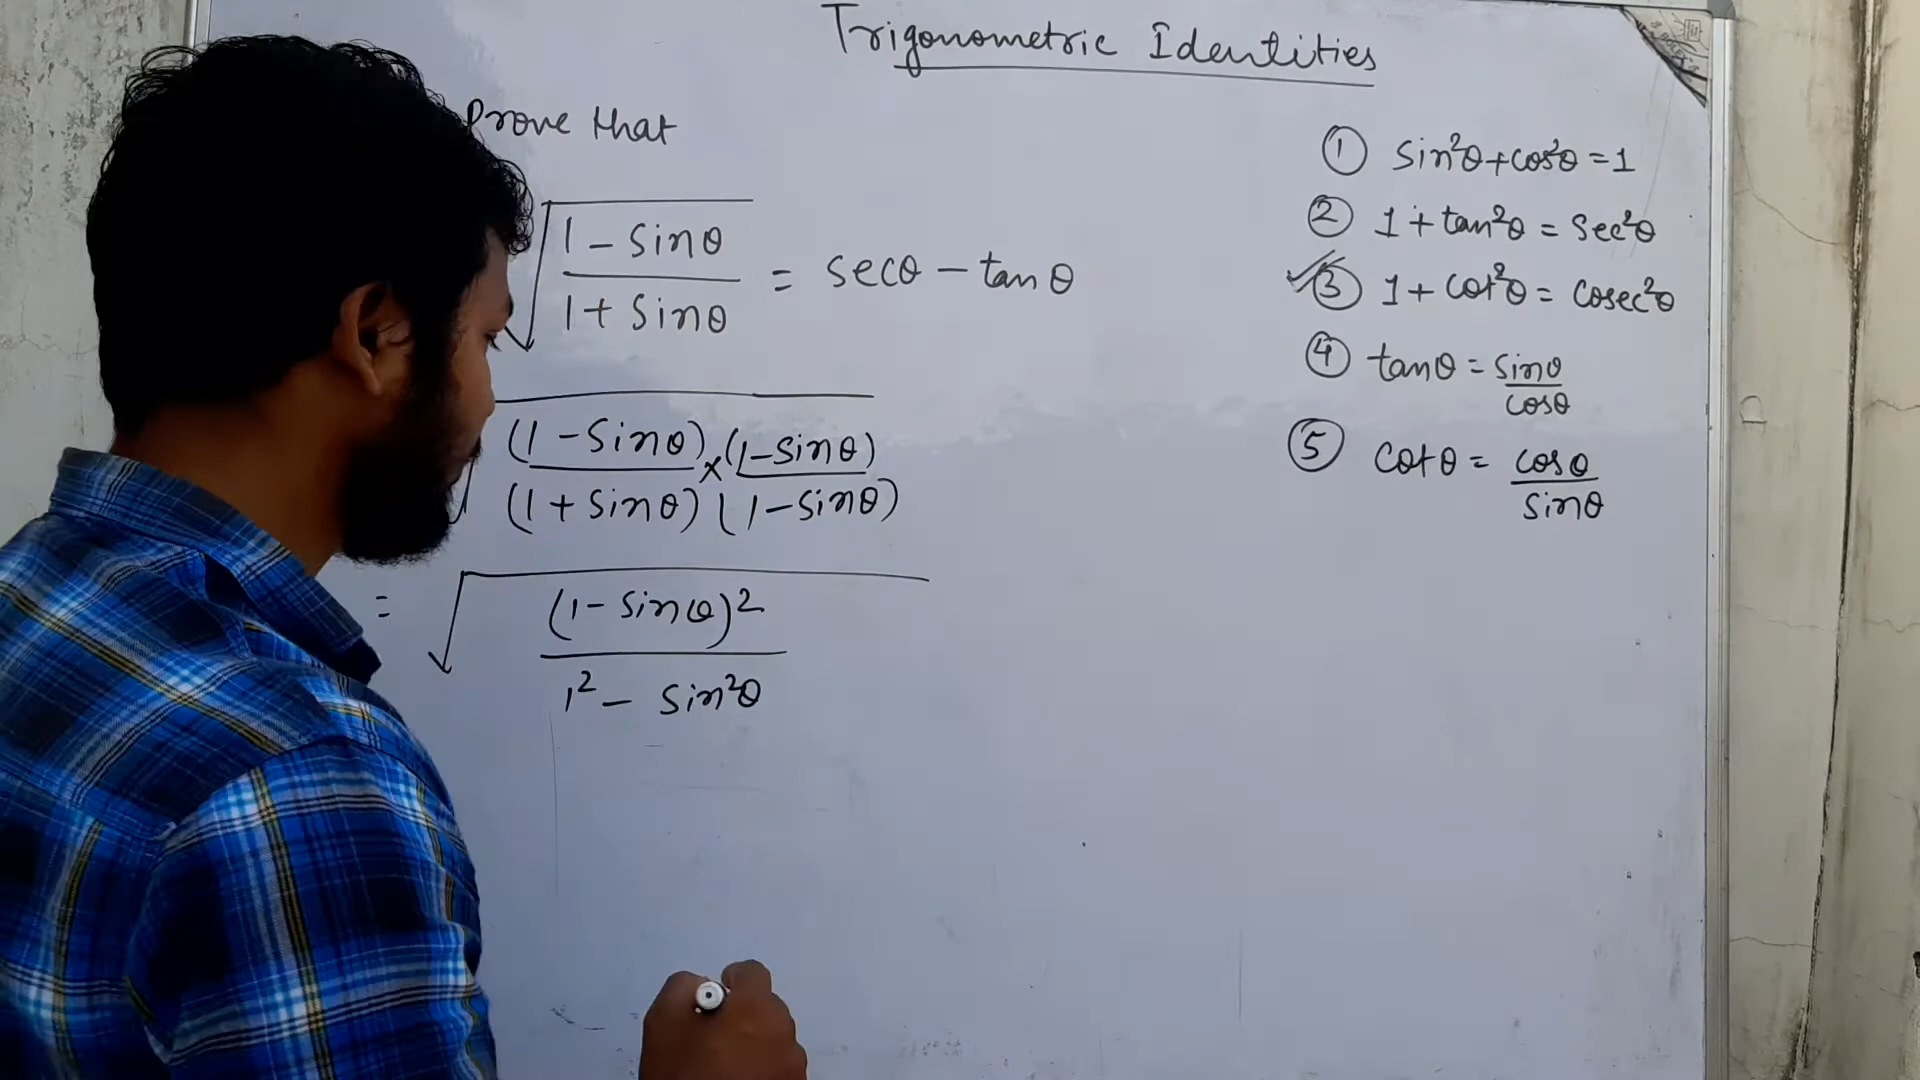 Trigonometric Identities
Prove that
√((1 - sinθ)/(1 + sinθ)) = secθ - tanθ
√((1 - sinθ)/(1 + sinθ) × (1 - sinθ)/(1 - sinθ))
= √((1 - sinθ)²/(1² - sin²θ))
① sin²θ + cos²θ = 1
② 1 + tan²θ = sec²θ
✓③ 1 + cot²θ = cosec²θ
④ tanθ = sinθ/cosθ
⑤ cotθ = cosθ/sinθ